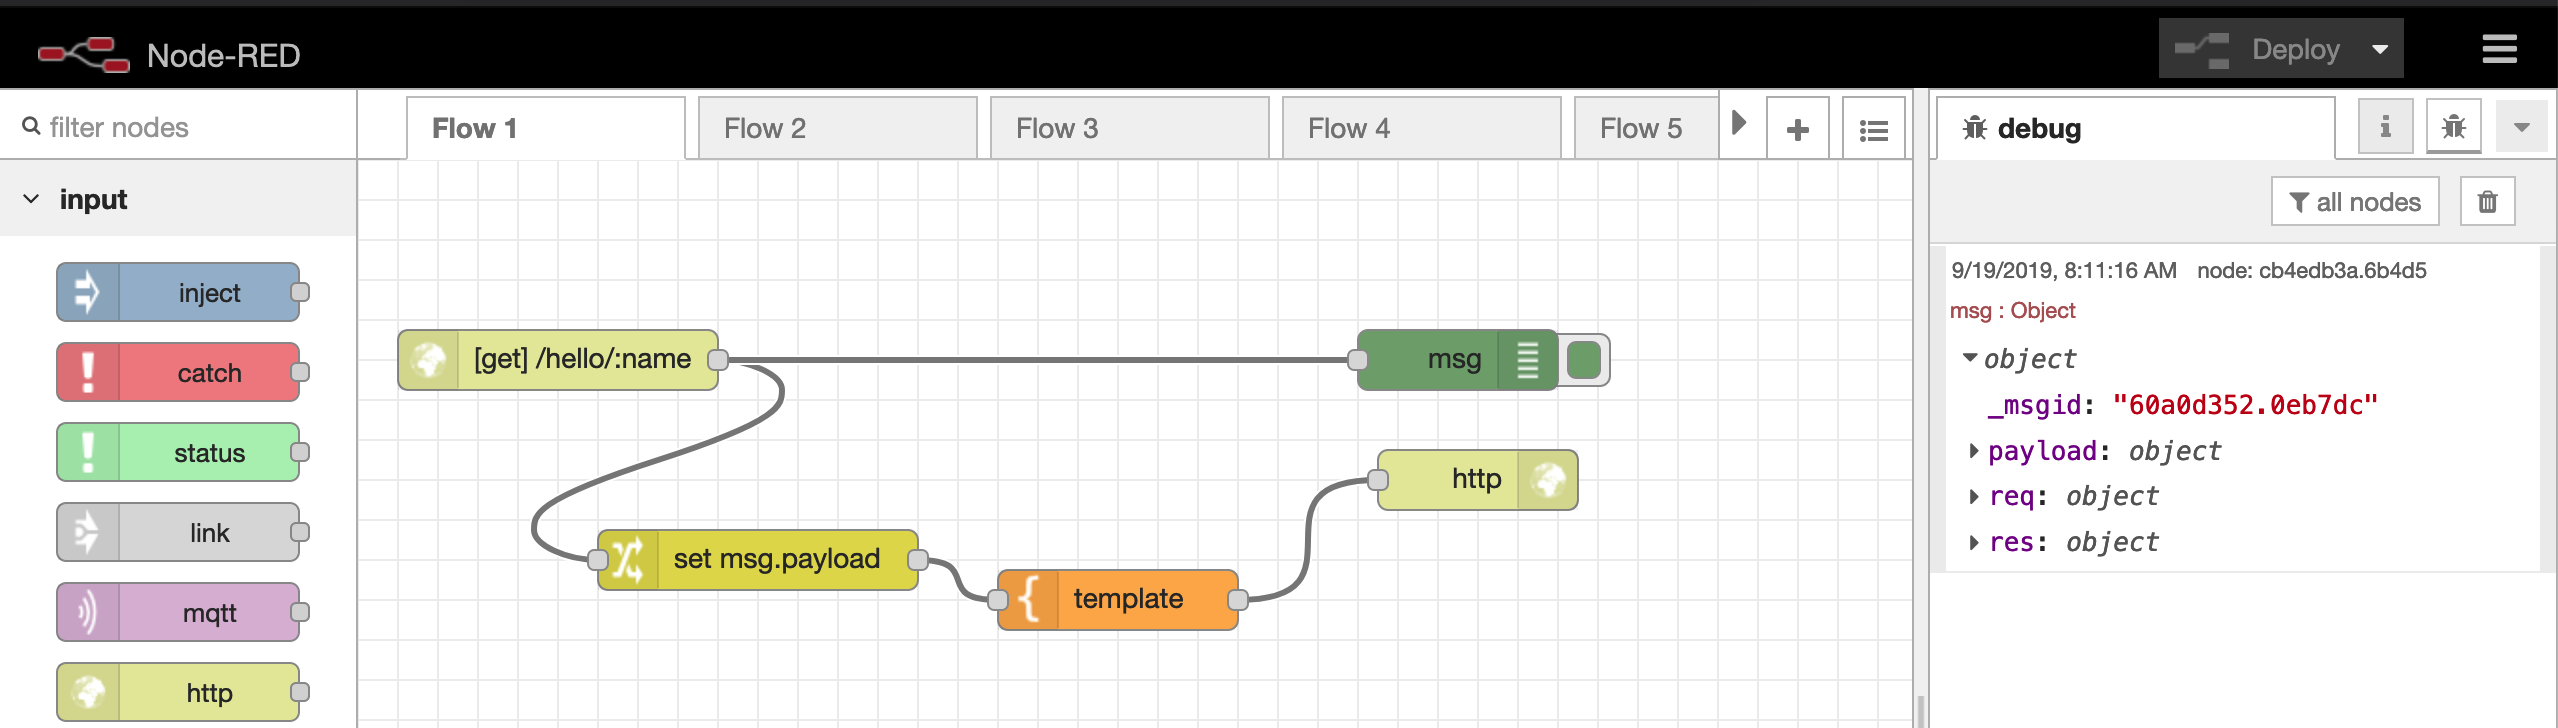 Node-RED
Deploy
filter nodes
Flow 1
Flow 2
Flow 3
Flow 4
Flow 5
debug
input
all nodes
inject
catch
status
link
mqtt
http
[get] /hello/:name
msg
http
set msg.payload
template
9/19/2019, 8:11:16 AM node: cb4edb3a.6b4d5
msg : Object
object
_msgid: "60a0d352.0eb7dc"
payload: object
req: object
res: object